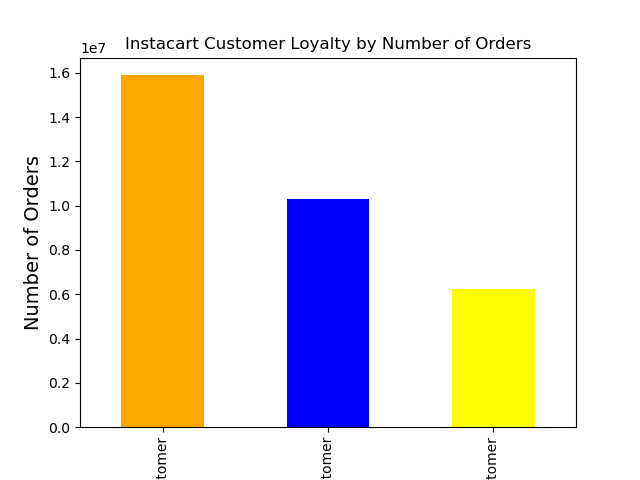 Instacart Customer Loyalty by Number of Orders
1e7
Number of Orders
1.6
1.4
1.2
1.0
0.8
0.6
0.4
0.2
0.0
tomer
tomer
tomer